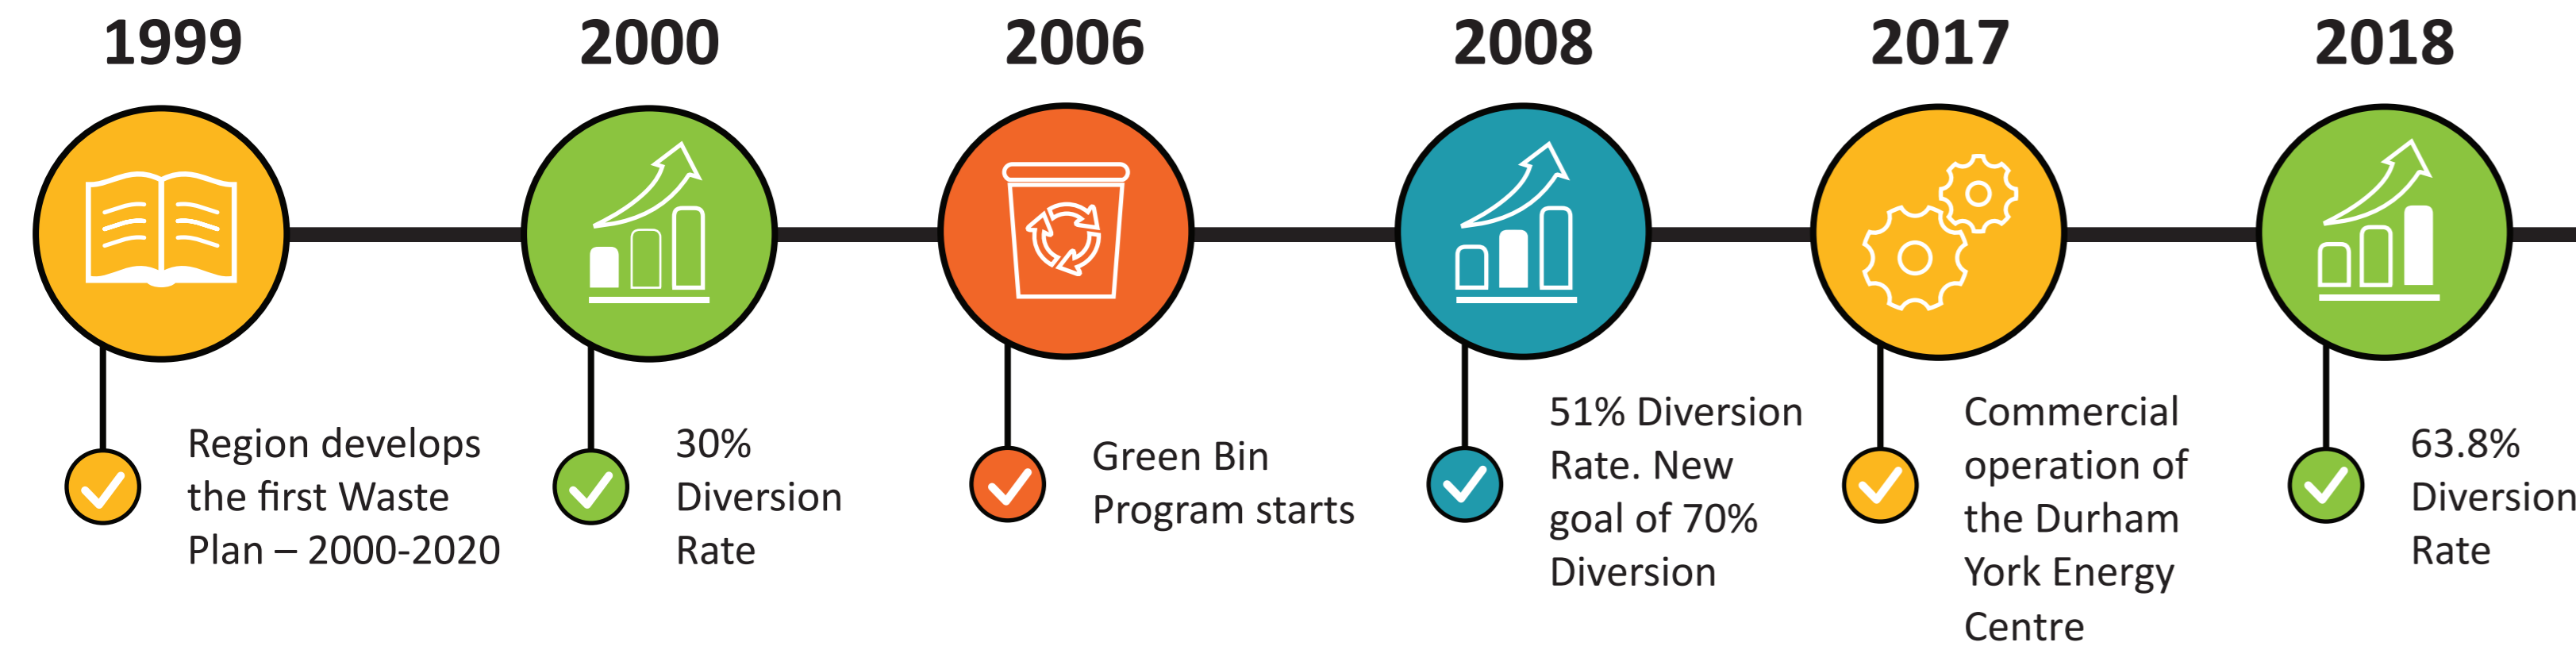 1999
Region develops
the first Waste
Plan – 2000-2020
2000
30%
Diversion
Rate
2006
Green Bin
Program starts
2008
51% Diversion
Rate. New
goal of 70%
Diversion
2017
Commercial
operation of
the Durham
York Energy
Centre
2018
63.8%
Diversion
Rate